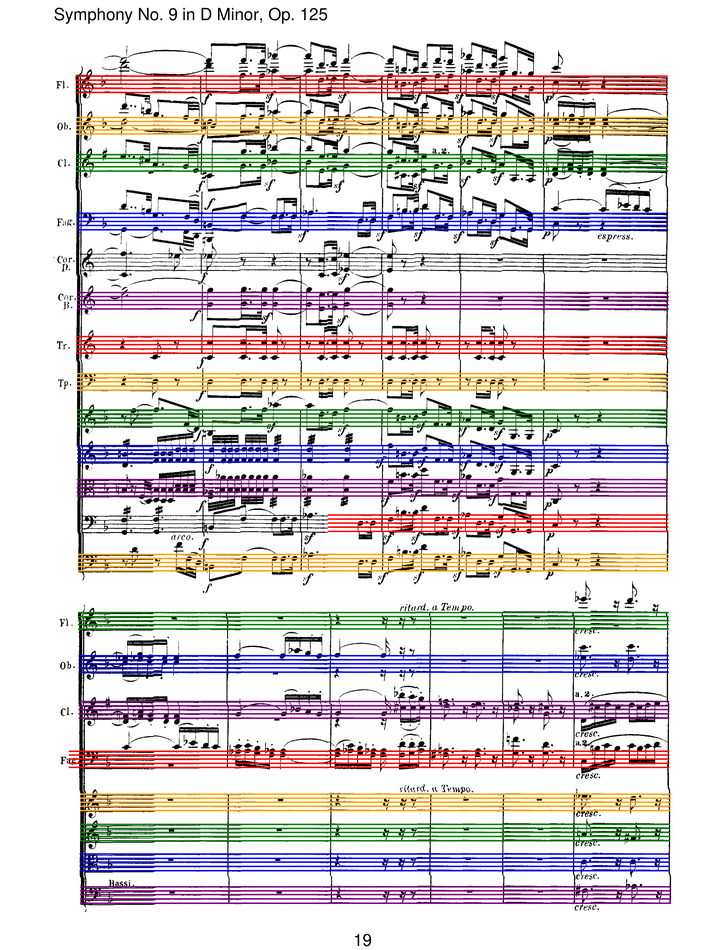 Symphony No. 9 in D Minor, Op. 125
Fl.
Ob.
Cl.
a.2.
Fag.
espress.
Cor.
D.
Cor.
B.
Tr.
Tp.
arco.
ritard. a Tempo.
Fl.
cresc.
Ob.
cresc.
a.2.
Cl.
cresc.
a.2.
Fag
cresc.
ritard. a Tempo.
cresc.
cresc.
cresc.
Bassi.
cresc.
19